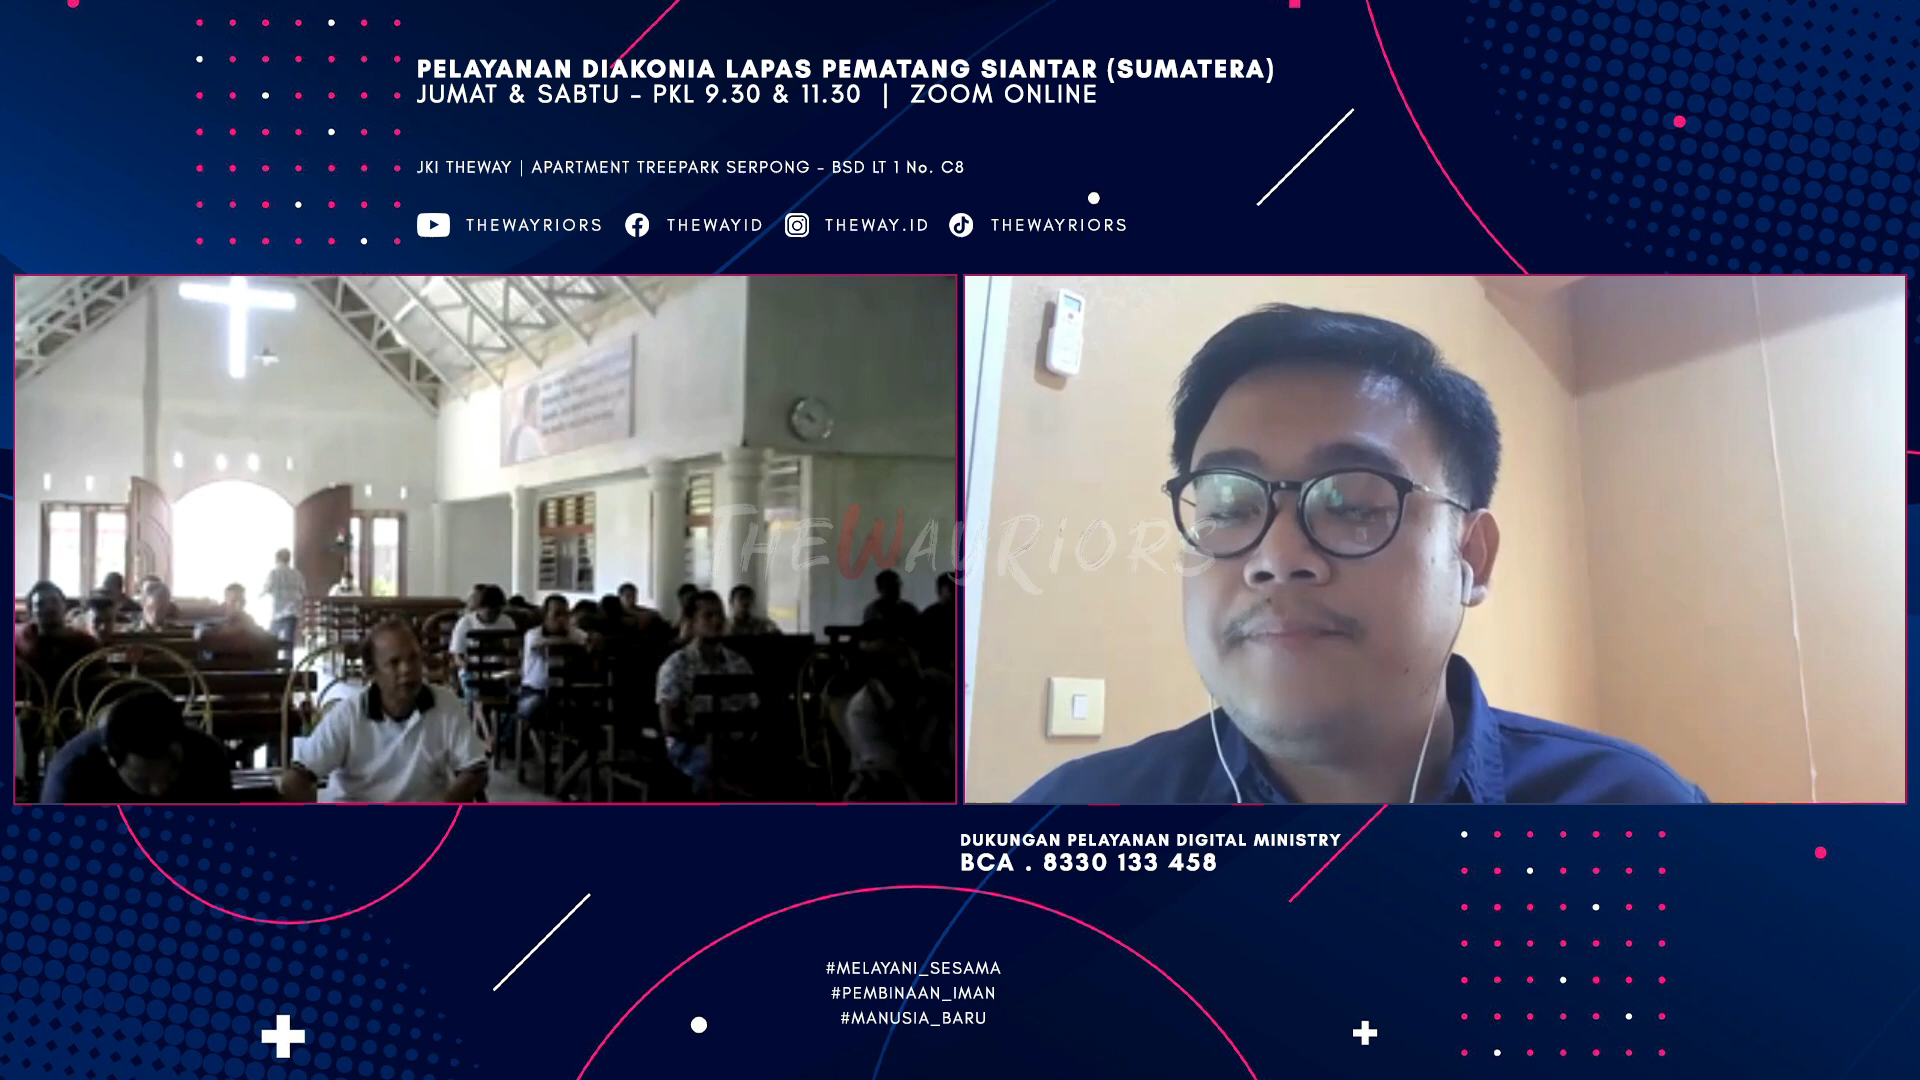 PELAYANAN DIAKONIA LAPAS PEMATANG SIANTAR (SUMATERA)
JUMAT & SABTU - PKL 9.30 & 11.30 | ZOOM ONLINE
JKI THEWAY | APARTMENT TREEPARK SERPONG - BSD LT 1 No. C8
THEWAYRIORS THEWAYID THEWAY.ID THEWAYRIORS
THEWAYRIORS
DUKUNGAN PELAYANAN DIGITAL MINISTRY
BCA . 8330 133 458
#MELAYANI_SESAMA
#PEMBINAAN_IMAN
#MANUSIA_BARU